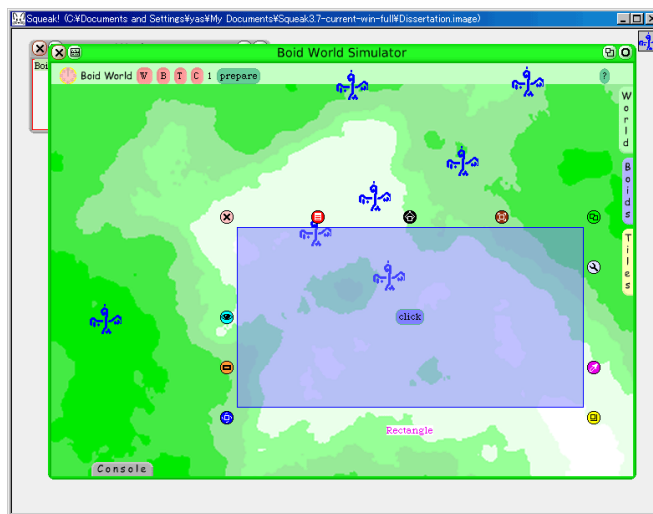 Squeak! (C:¥Documents and Settings¥yas¥My Documents¥Squeak3.7-current-win-full¥Dissertation.image)
Boid World Simulator
Boi
Boid World W B T C 1 prepare ?
World
Boids
Tiles
click
Rectangle
Console